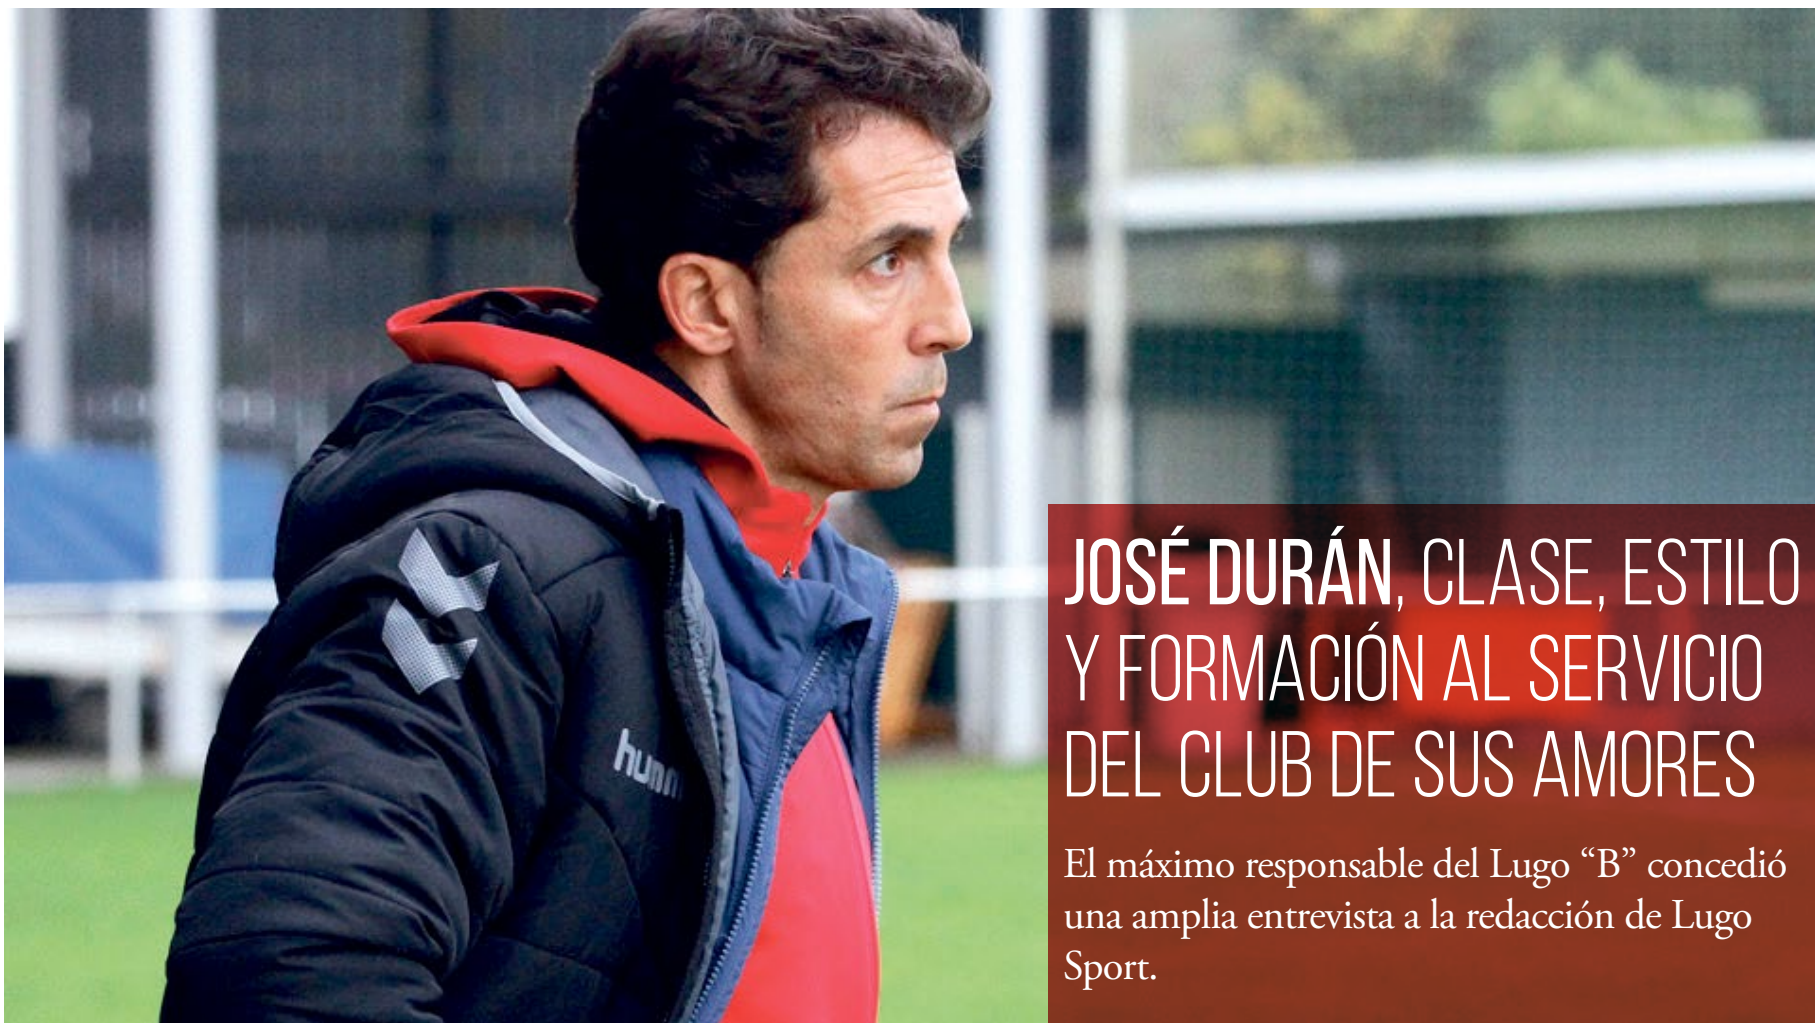 JOSÉ DURÁN, CLASE, ESTILO
Y FORMACIÓN AL SERVICIO
DEL CLUB DE SUS AMORES
El máximo responsable del Lugo “B” concedió
una amplia entrevista a la redacción de Lugo
Sport.